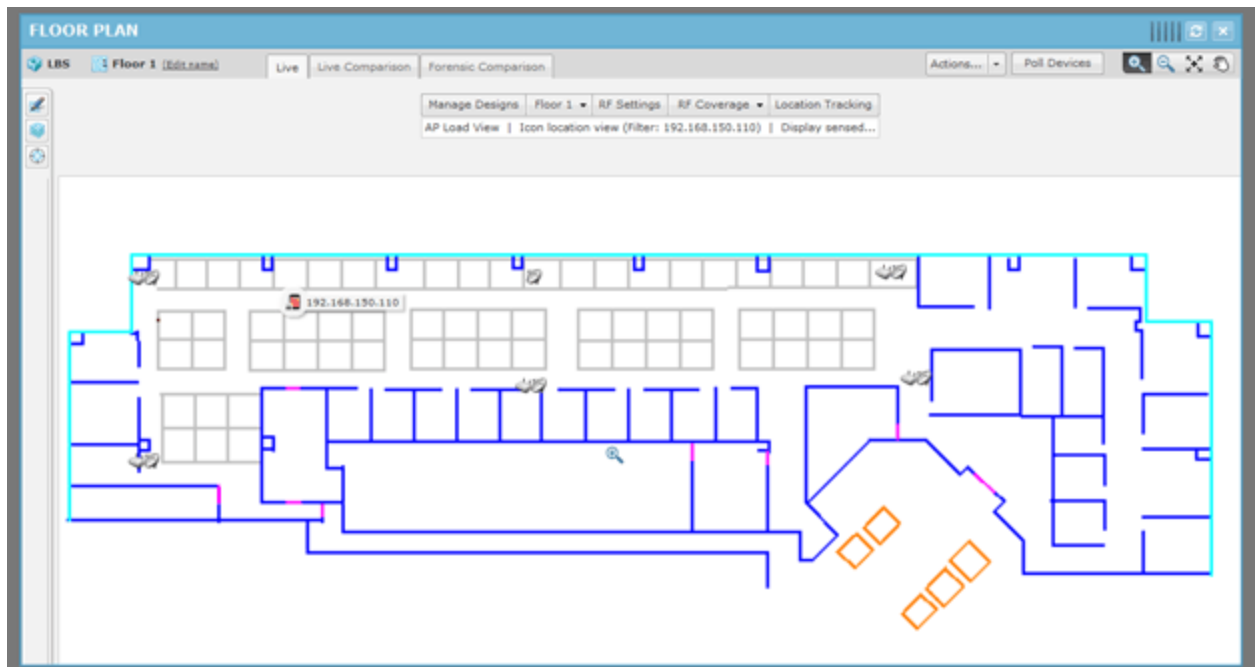 FLOOR PLAN
LBS Floor 1 (Edit name) Live Live Comparison Forensic Comparison Actions... Poll Devices
Manage Designs Floor 1 RF Settings RF Coverage Location Tracking
AP Load View | Icon location view (Filter: 192.168.150.110) | Display sensed...
192.168.150.110